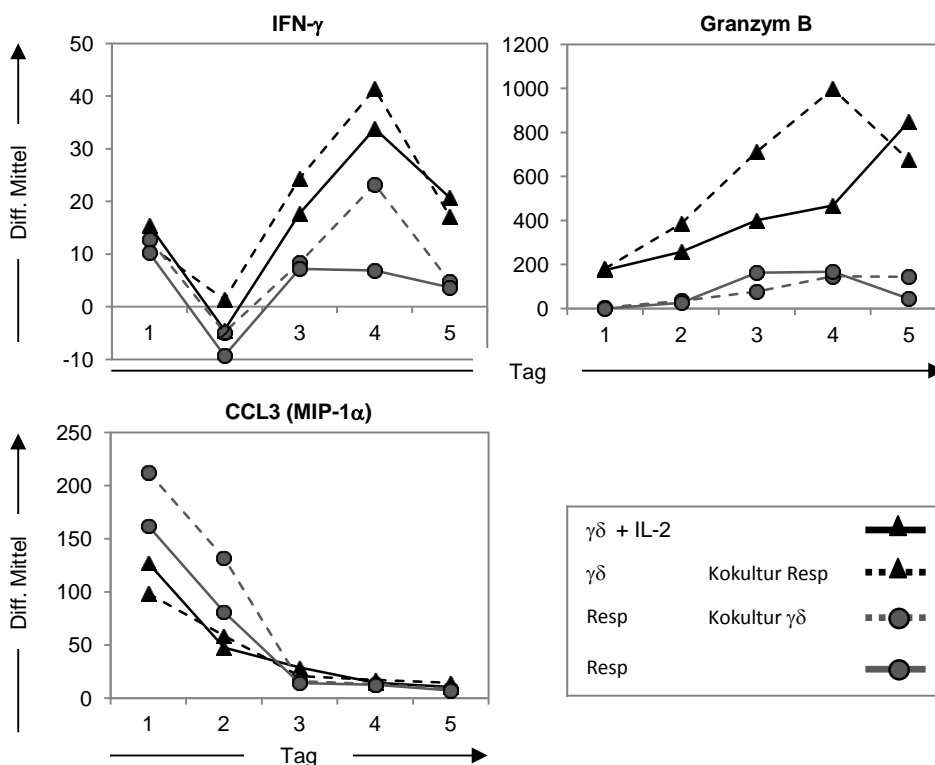 IFN-γ
Diff. Mittel
50
40
30
20
10
0
-10
1 2 3 4 5
Granzym B
1200
1000
800
600
400
200
0
1 2 3 4 5
Tag
CCL3 (MIP-1α)
Diff. Mittel
250
200
150
100
50
0
1 2 3 4 5
Tag
γδ + IL-2
γδ Kokultur Resp
Resp Kokultur γδ
Resp